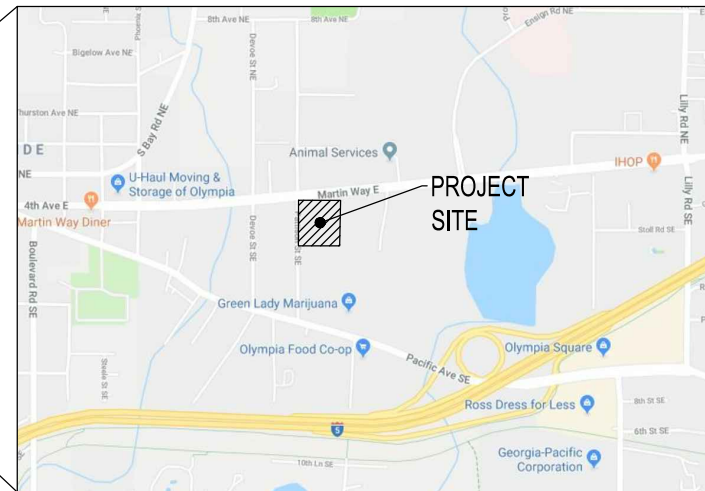 8th Ave NE
8th Ave NE
Ensign Rd NE
Phoenix S
Bigelow Ave NE
Devoe St NE
Thurston Ave NE
S Bay Rd NE
Lilly Rd NE
DE
NE
Animal Services
IHOP
U-Haul Moving &
Storage of Olympia
PROJECT
SITE
Martin Way E
4th Ave E
Martin Way Diner
Lilly Rd SE
Devoe St SE
Stoll Rd SE
Boulevard Rd SE
Green Lady Marijuana
Olympia Food Co-op
Olympia Square
Pacific Ave SE
Steele St SE
Ross Dress for Less
8th St SE
5
6th St SE
Georgia-Pacific
Corporation
10th Ln SE